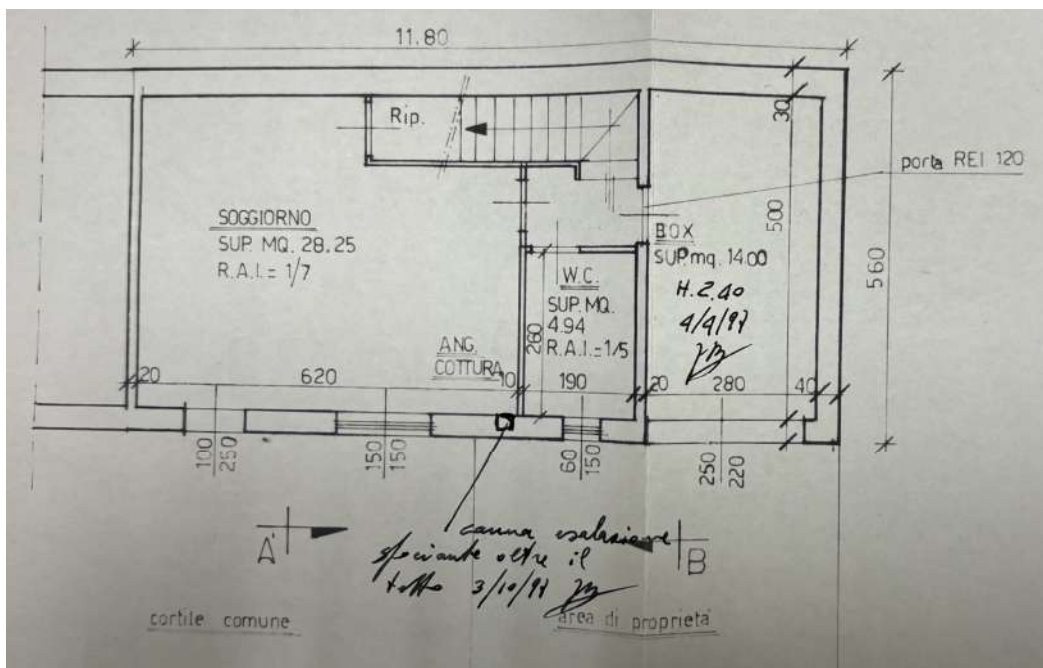 11.80
Rip.
30
porta REI 120
SOGGIORNO
SUP. MQ. 28.25
R.A.I. = 1/7
BOX
SUP. mq. 14.00
H. 2.40
4/4/97
500
560
W.C.
SUP. MQ.
4.94
R.A.I. = 1/5
260
ANG.
COTTURA
20
620
10
190
20
280
40
100
250
150
150
60
150
250
220
A'
B
canna esalazione
sfociante oltre il
tetto 3/10/97
cortile comune
area di proprietà